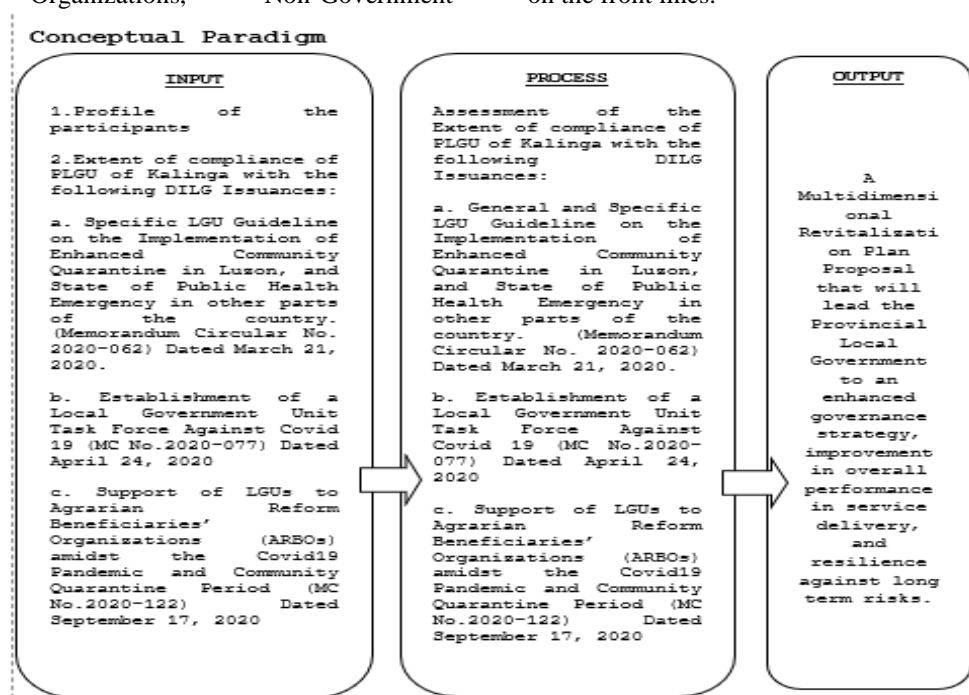 Organizations, Non-Government on the front lines.
Conceptual Paradigm
INPUT
1.Profile of the
participants
2.Extent of compliance of
PLGU of Kalinga with the
following DILG Issuances:
a. Specific LGU Guideline
on the Implementation of
Enhanced Community
Quarantine in Luzon, and
State of Public Health
Emergency in other parts
of the country.
(Memorandum Circular No.
2020-062) Dated March 21,
2020.
b. Establishment of a
Local Government Unit
Task Force Against Covid
19 (MC No.2020-077) Dated
April 24, 2020
c. Support of LGUs to
Agrarian Reform
Beneficiaries'
Organizations (ARBOs)
amidst the Covid19
Pandemic and Community
Quarantine Period (MC
No.2020-122) Dated
September 17, 2020
PROCESS
Assessment of the
Extent of compliance of
PLGU of Kalinga with the
following DILG
Issuances:
a. General and Specific
LGU Guideline on the
Implementation of
Enhanced Community
Quarantine in Luzon,
and State of Public
Health Emergency in
other parts of the
country. (Memorandum
Circular No. 2020-062)
Dated March 21, 2020.
b. Establishment of a
Local Government Unit
Task Force Against
Covid 19 (MC No.2020-
077) Dated April 24,
2020
c. Support of LGUs to
Agrarian Reform
Beneficiaries'
Organizations (ARBOs)
amidst the Covid19
Pandemic and Community
Quarantine Period (MC
No.2020-122) Dated
September 17, 2020
OUTPUT
A
Multidimensi
onal
Revitalizati
on Plan
Proposal
that will
lead the
Provincial
Local
Government
to an
enhanced
governance
strategy,
improvement
in overall
performance
in service
delivery,
and
resilience
against long
term risks.